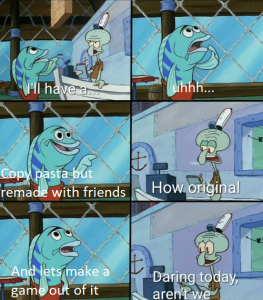 I'll have a...
uhhh...
Copy pasta but
remade with friends
How original
And lets make a
game out of it
Daring today,
arent we